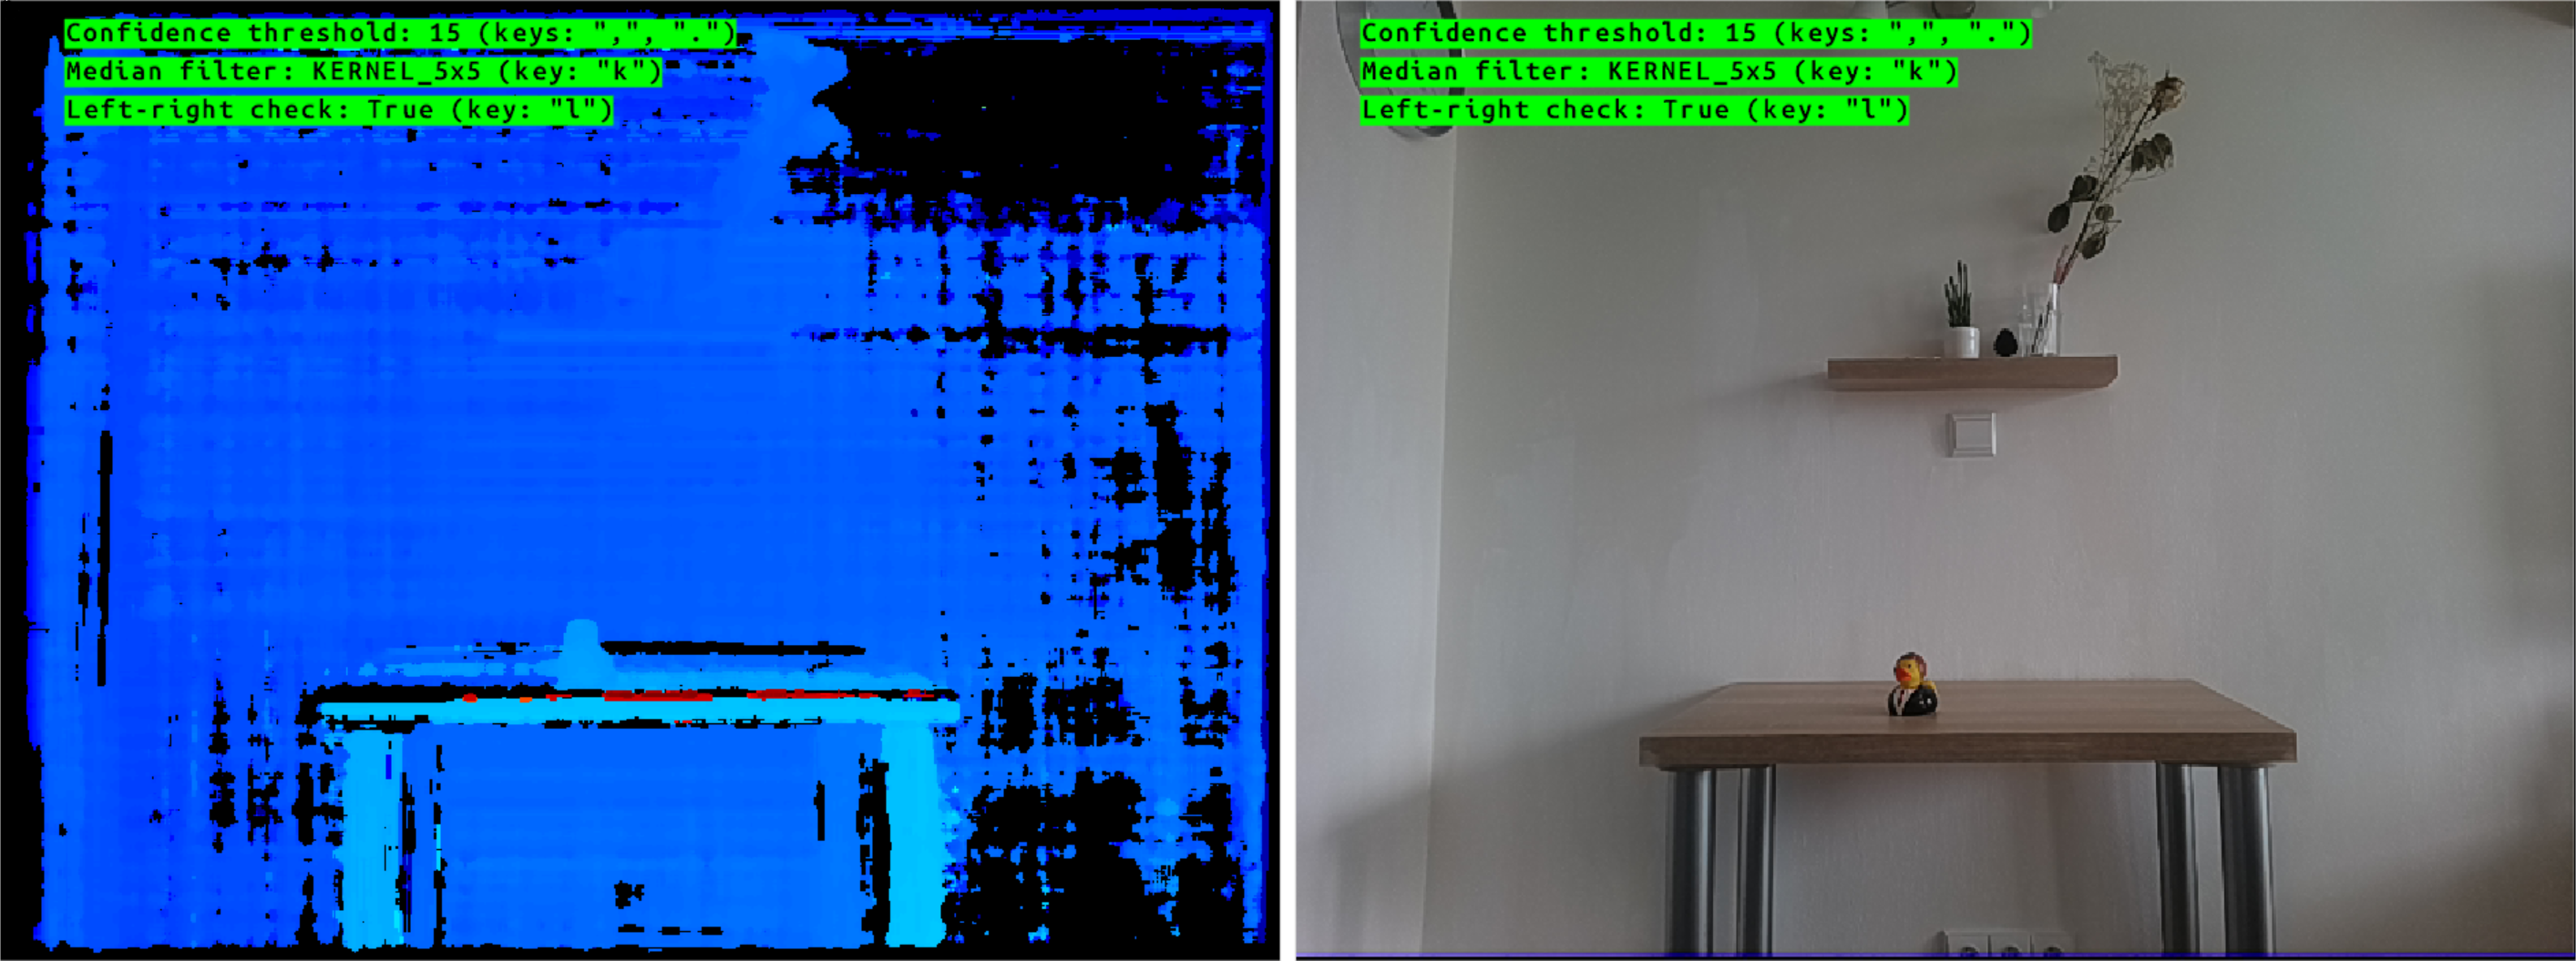 Confidence threshold: 15 (keys: ",", ".")
Median filter: KERNEL_5x5 (key: "k")
Left-right check: True (key: "l")
Confidence threshold: 15 (keys: ",", ".")
Median filter: KERNEL_5x5 (key: "k")
Left-right check: True (key: "l")